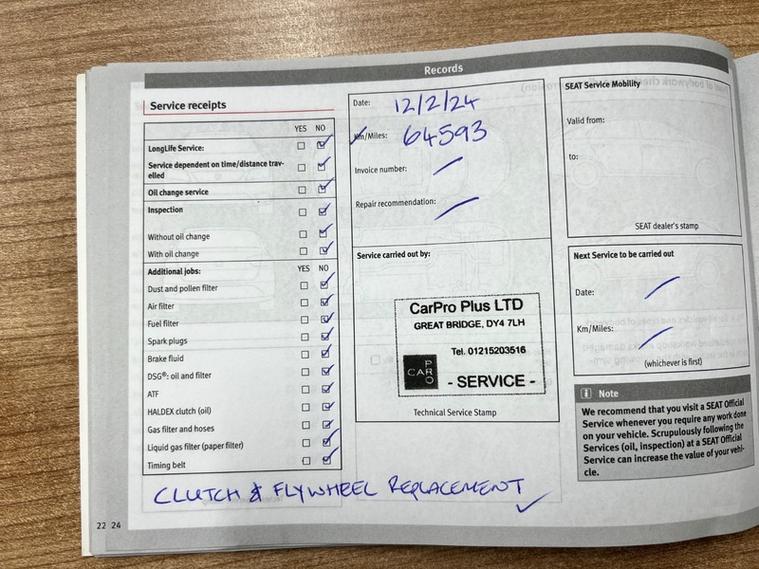 Records
Service receipts
YES NO
LongLife Service:
Service dependent on time/distance trav-
elled
Oil change service
Inspection
Without oil change
With oil change
Additional jobs: YES NO
Dust and pollen filter
Air filter
Fuel filter
Spark plugs
Brake fluid
DSG®: oil and filter
ATF
HALDEX clutch (oil)
Gas filter and hoses
Liquid gas filter (paper filter)
Timing belt
Date: 12/2/24
Km/Miles: 64593
Invoice number:
Repair recommendation:
Service carried out by:
CarPro Plus LTD
GREAT BRIDGE, DY4 7LH
Tel. 01215203516
CAR PRO
- SERVICE -
Technical Service Stamp
SEAT Service Mobility
Valid from:
to:
SEAT dealer's stamp
Next Service to be carried out
Date:
Km/Miles:
(whichever is first)
Note
We recommend that you visit a SEAT Official
Service whenever you require any work done
on your vehicle. Scrupulously following the
Services (oil, inspection) at a SEAT Official
Service can increase the value of your vehi-
cle.
CLUTCH & FLYWHEEL REPLACEMENT
22 24